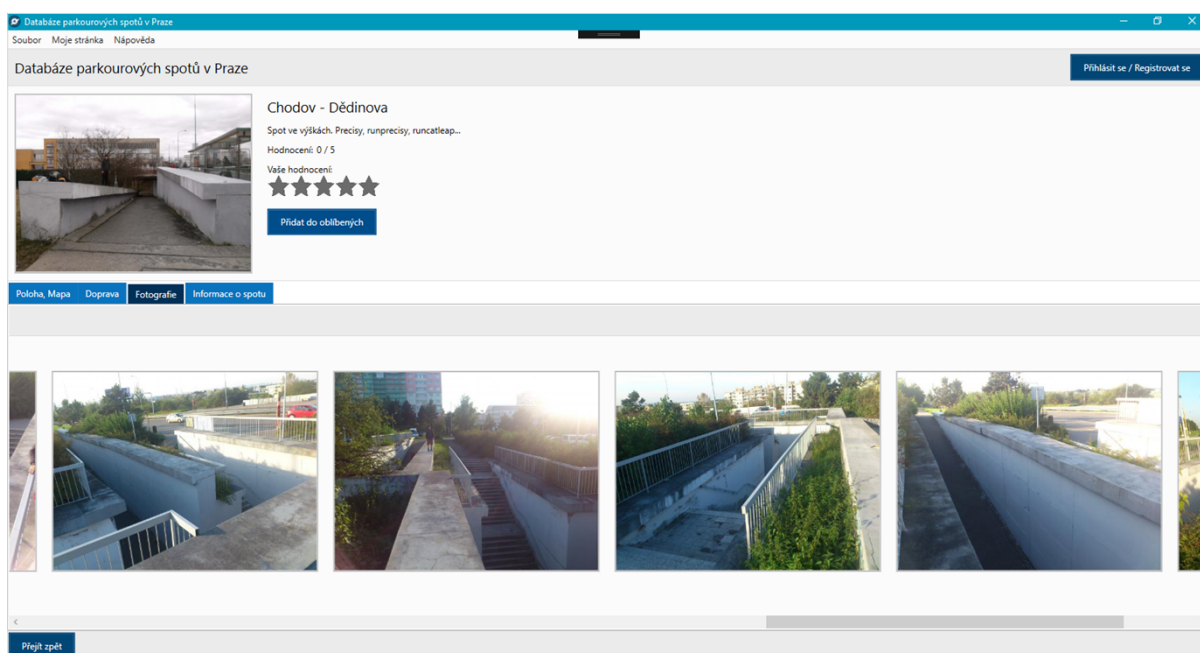 Databáze parkourových spotů v Praze
Soubor Moje stránka Nápověda
Databáze parkourových spotů v Praze
Přihlásit se / Registrovat se
Chodov - Dědinova
Spot ve výškách. Precisy, runprecisy, runcatleap...
Hodnocení: 0 / 5
Vaše hodnocení:
Přidat do oblíbených
Poloha, Mapa Doprava Fotografie Informace o spotu
Přejít zpět